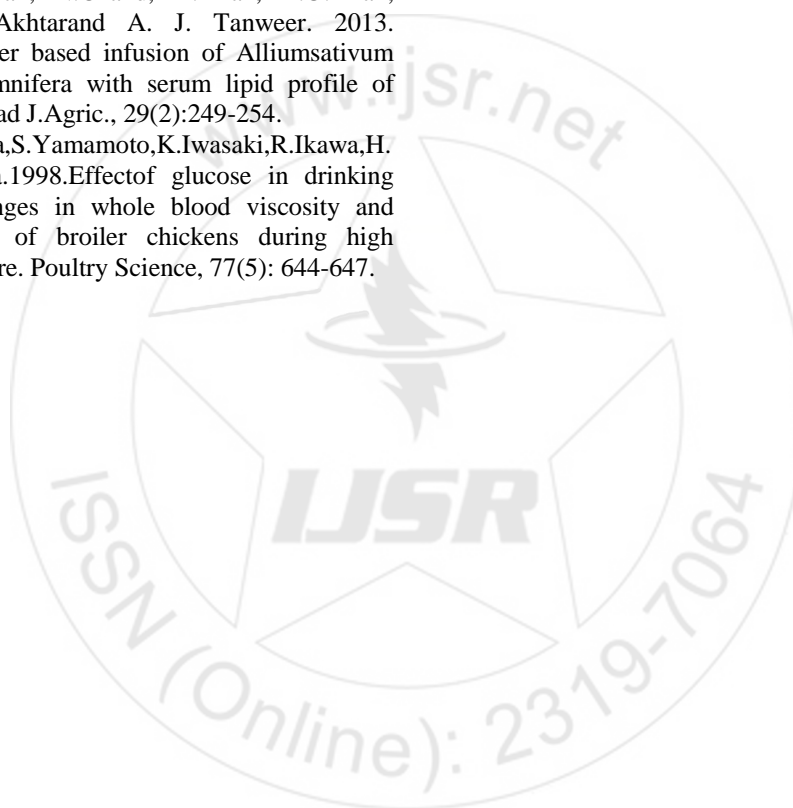 Akhtarand A. J. Tanweer. 2013.
er based infusion of Alliumsativum
mnifera with serum lipid profile of
ad J.Agric., 29(2):249-254.
a,S.Yamamoto,K.Iwasaki,R.Ikawa,H.
1998.Effectof glucose in drinking
nges in whole blood viscosity and
of broiler chickens during high
re. Poultry Science, 77(5): 644-647.
www.ijsr.net
IJSR
ISSN (Online): 2319-7064